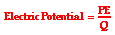 Electric Potential = PE
Q